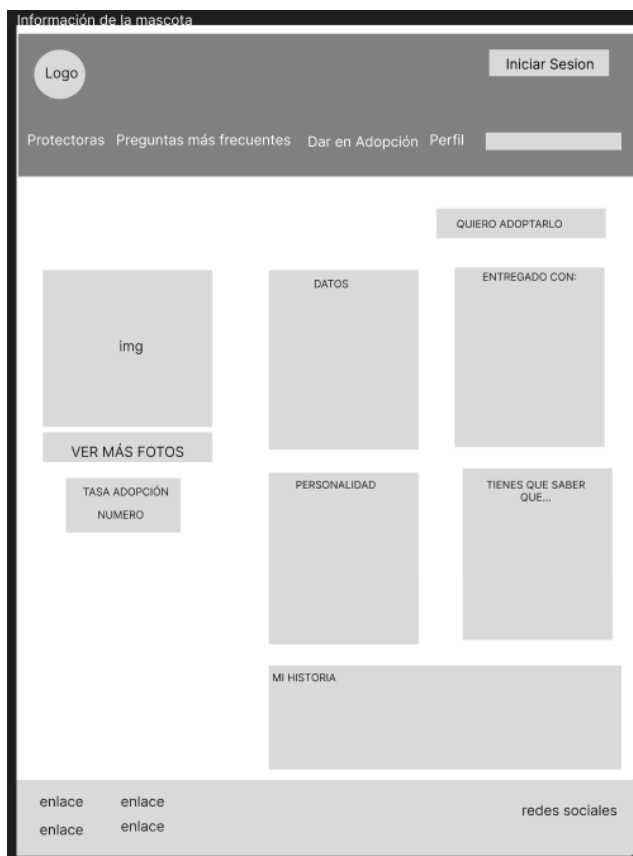 Información de la mascota
Logo
Iniciar Sesion
Protectoras Preguntas más frecuentes Dar en Adopción Perfil
QUIERO ADOPTARLO
img
DATOS
ENTREGADO CON:
VER MÁS FOTOS
TASA ADOPCIÓN
NUMERO
PERSONALIDAD
TIENES QUE SABER
QUE...
MI HISTORIA
enlace enlace
enlace enlace
redes sociales